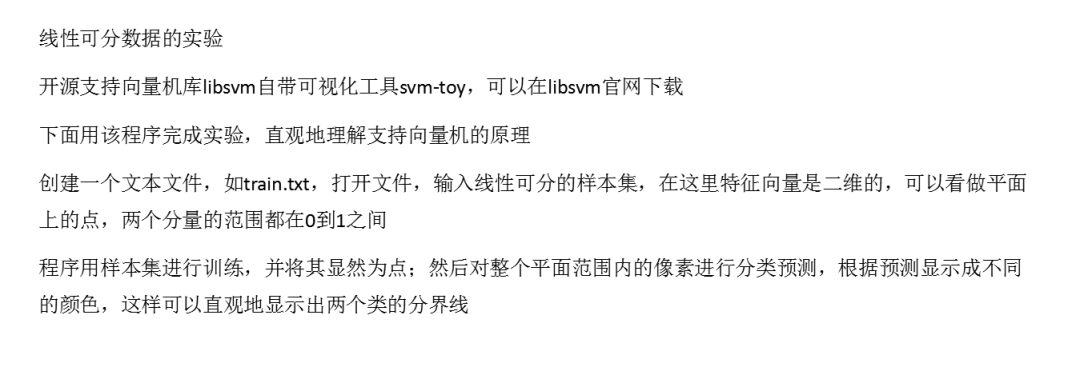 线性可分数据的实验
开源支持向量机库libsvm自带可视化工具svm-toy，可以在libsvm官网下载
下面用该程序完成实验，直观地理解支持向量机的原理
创建一个文本文件，如train.txt，打开文件，输入线性可分的样本集，在这里特征向量是二维的，可以看做平面
上的点，两个分量的范围都在0到1之间
程序用样本集进行训练，并将其显然为点；然后对整个平面范围内的像素进行分类预测，根据预测显示成不同
的颜色，这样可以直观地显示出两个类的分界线